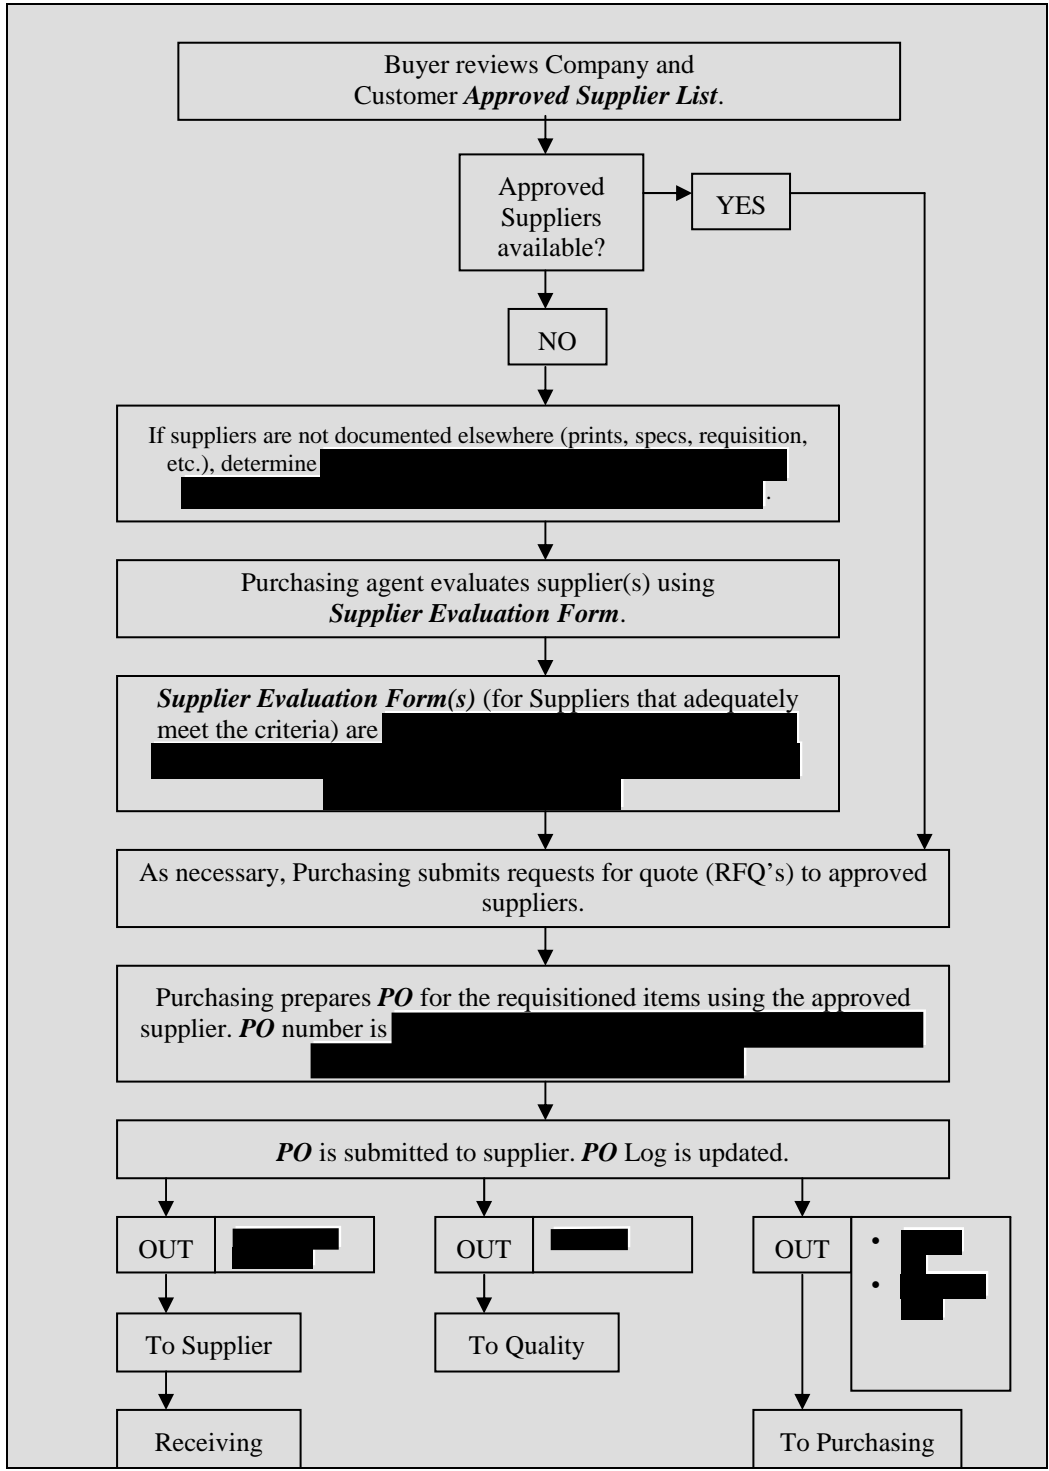 Buyer reviews Company and
Customer Approved Supplier List.
Approved
Suppliers
available?
YES
NO
If suppliers are not documented elsewhere (prints, specs, requisition,
etc.), determine
.
Purchasing agent evaluates supplier(s) using
Supplier Evaluation Form.
Supplier Evaluation Form(s) (for Suppliers that adequately
meet the criteria) are
As necessary, Purchasing submits requests for quote (RFQ’s) to approved
suppliers.
Purchasing prepares PO for the requisitioned items using the approved
supplier. PO number is
PO is submitted to supplier. PO Log is updated.
OUT
OUT
OUT
•
•
To Supplier
To Quality
Receiving
To Purchasing